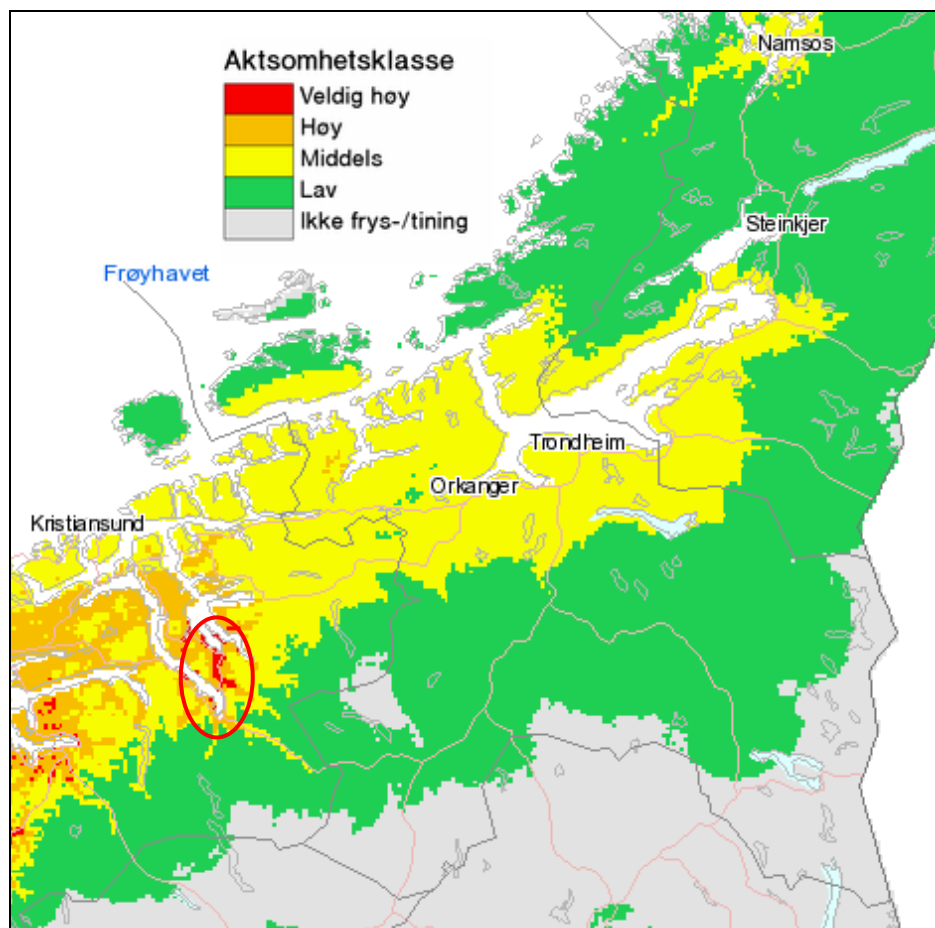 Namsos
Aktsomhetsklasse
Veldig høy
Høy
Middels
Lav
Ikke frys-/tining
Steinkjer
Frøyhavet
Trondheim
Orkanger
Kristiansund